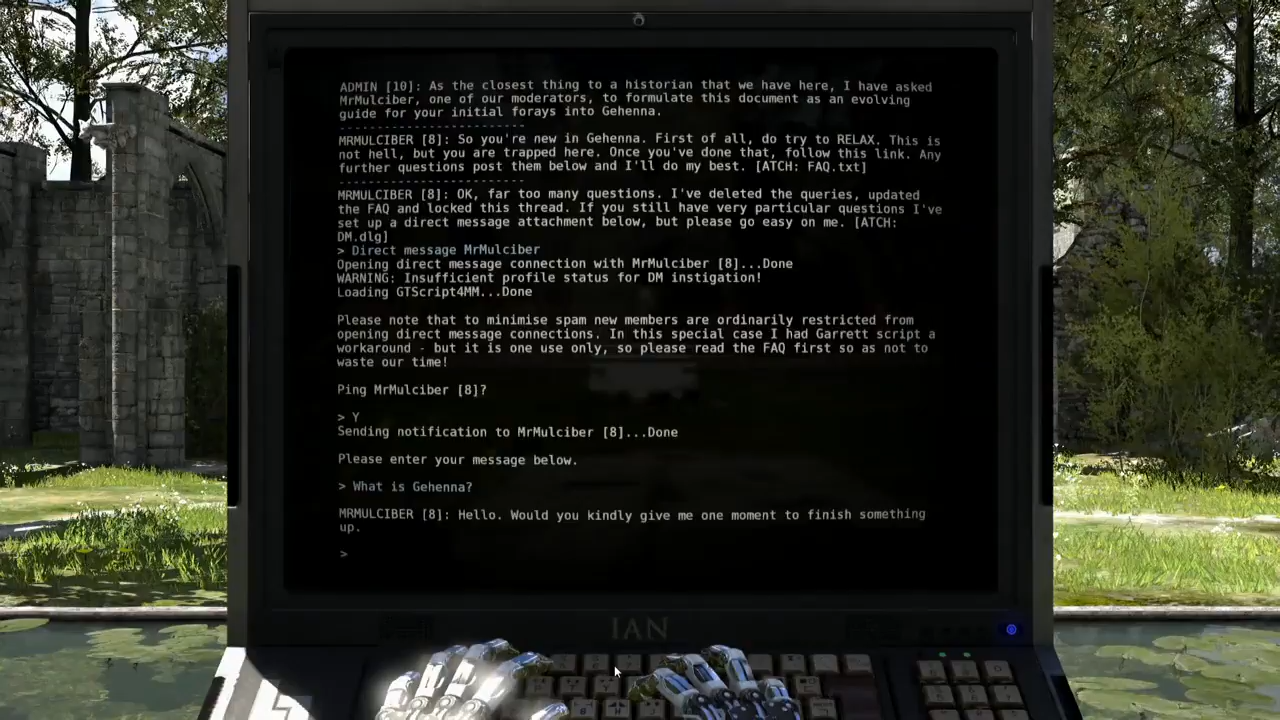 ADMIN [10]: As the closest thing to a historian that we have here, I have asked
MrMulciber, one of our moderators, to formulate this document as an evolving
guide for your initial forays into Gehenna.
-------------------------
MRMULCIBER [8]: So you're new in Gehenna. First of all, do try to RELAX. This is
not hell, but you are trapped here. Once you've done that, follow this link. Any
further questions post them below and I'll do my best. [ATCH: FAQ.txt]
-------------------------
MRMULCIBER [8]: OK, far too many questions. I've deleted the queries, updated
the FAQ and locked this thread. If you still have very particular questions I've
set up a direct message attachment below, but please go easy on me. [ATCH:
DM.dlg]
> Direct message MrMulciber
Opening direct message connection with MrMulciber [8]...Done
WARNING: Insufficient profile status for DM instigation!
Loading GTScript4MM...Done
Please note that to minimise spam new members are ordinarily restricted from
opening direct message connections. In this special case I had Garrett script a
workaround - but it is one use only, so please read the FAQ first so as not to
waste our time!
Ping MrMulciber [8]?
> Y
Sending notification to MrMulciber [8]...Done
Please enter your message below.
> What is Gehenna?
MRMULCIBER [8]: Hello. Would you kindly give me one moment to finish something
up.
>
IAN